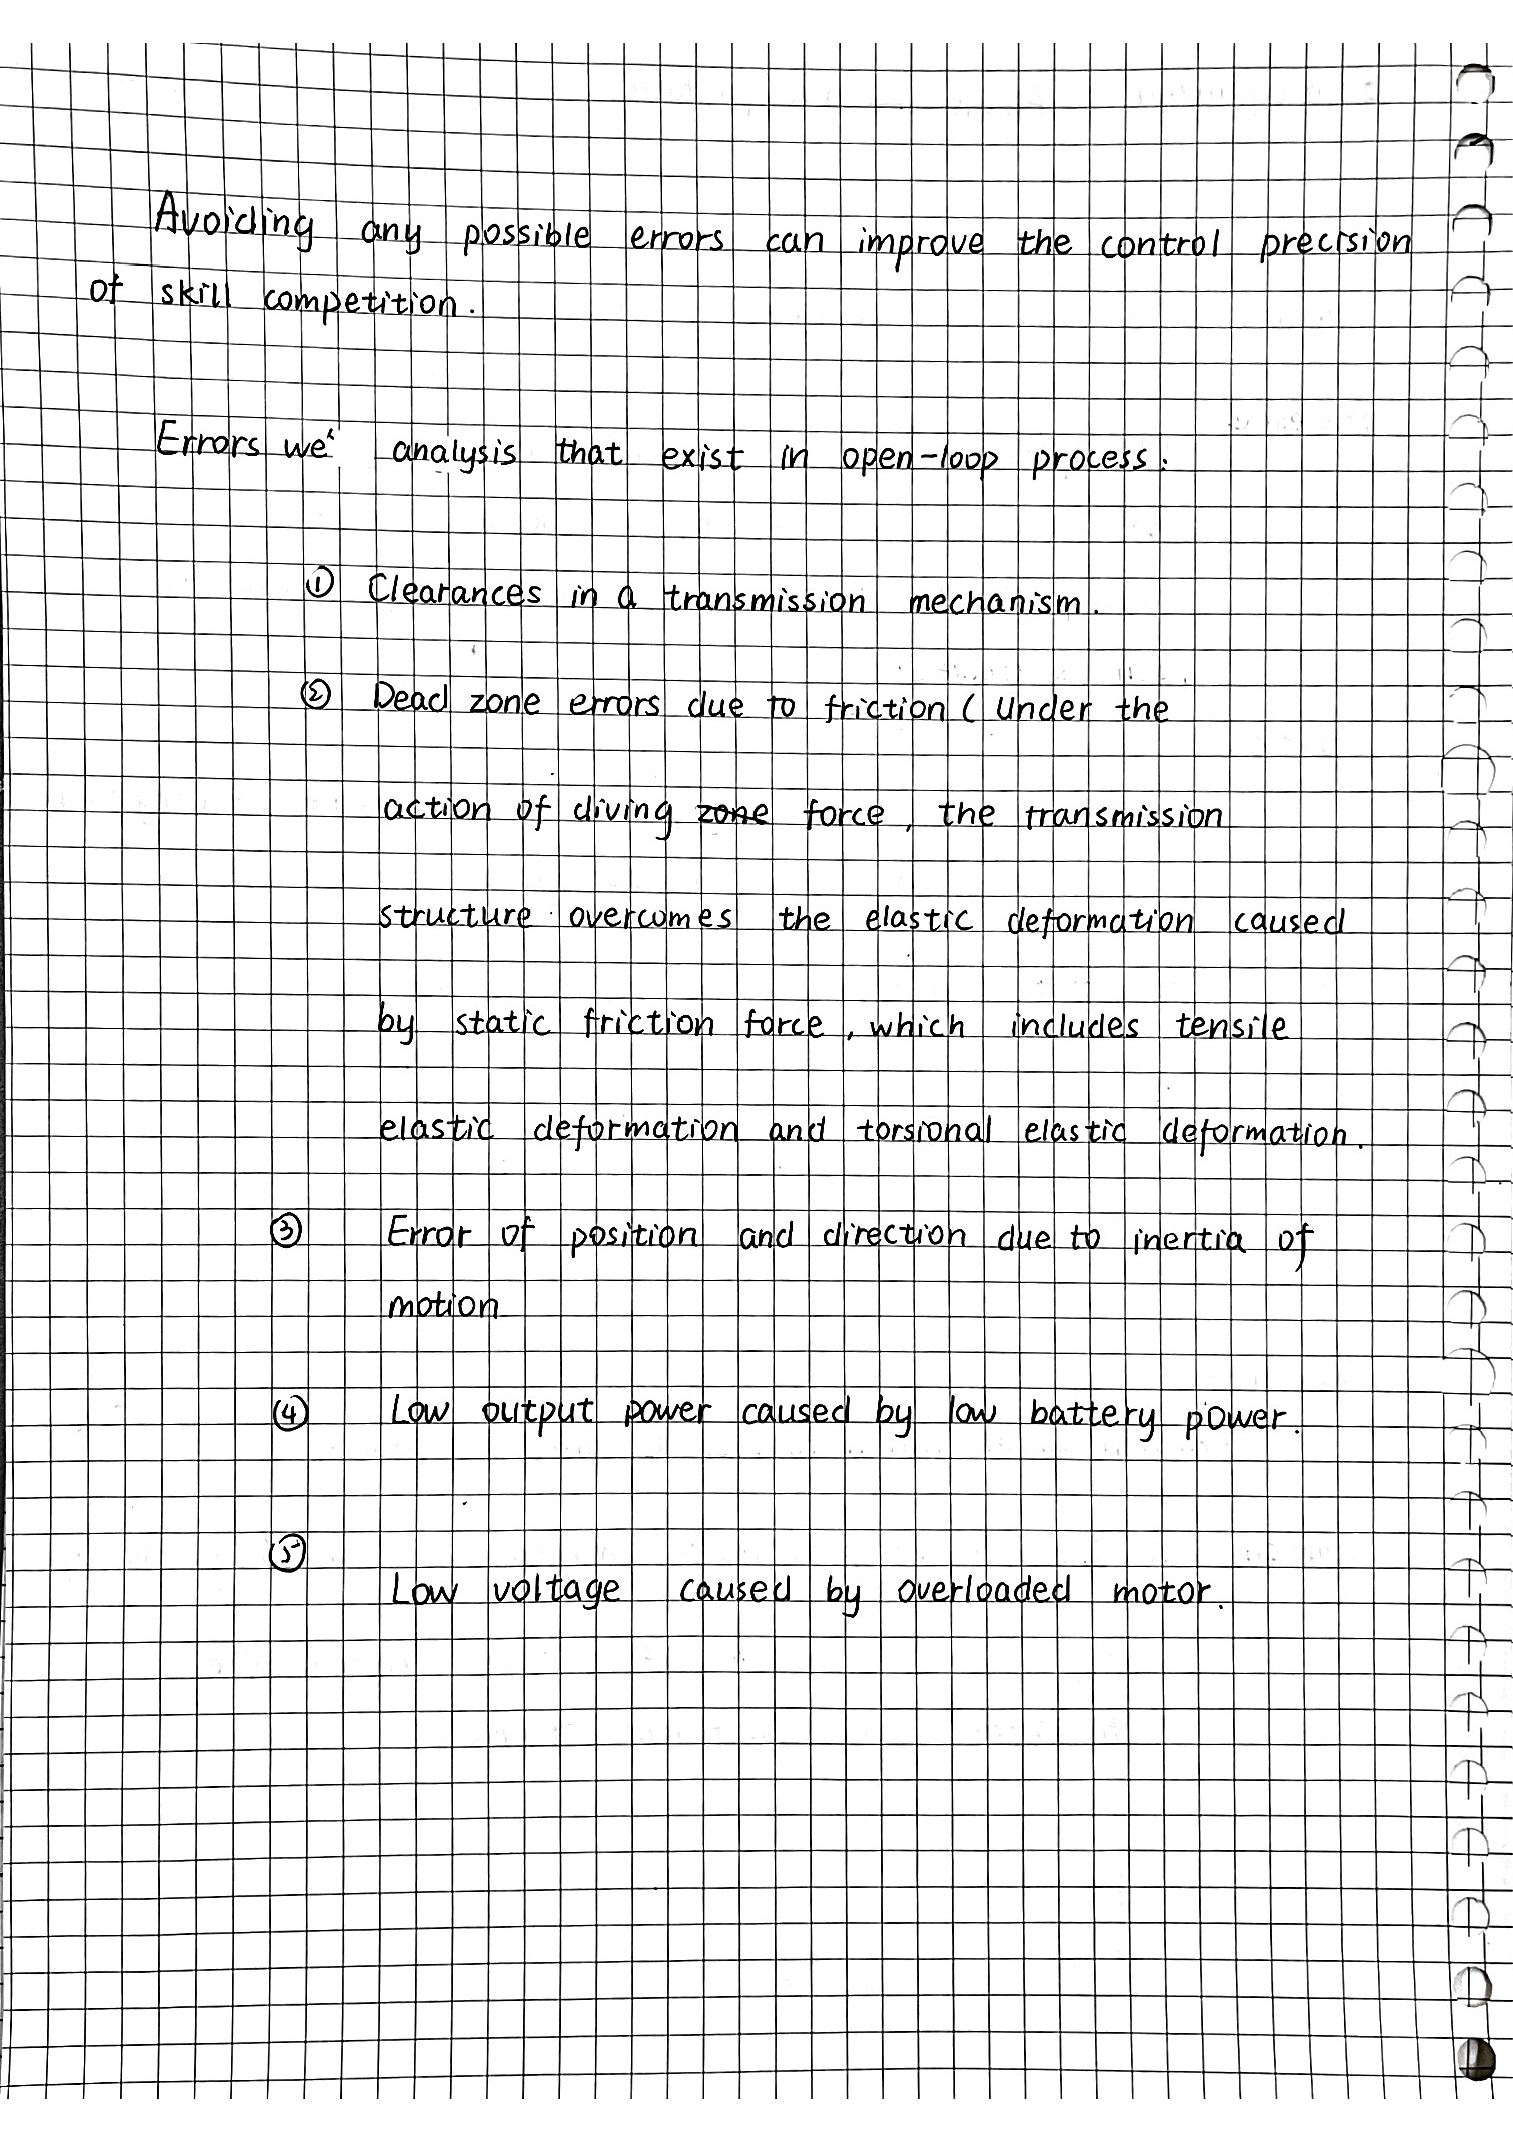 Avoiding any possible errors can improve the control precision
of skill competition.
Errors we' analysis that exist in open-loop process:
① Clearances in a transmission mechanism.
② Dead zone errors due to friction ( Under the
action of diving zone force, the transmission
structure overcomes the elastic deformation caused
by static friction force, which includes tensile
elastic deformation and torsional elastic deformation.
③ Error of position and direction due to inertia of
motion
④ Low output power caused by low battery power.
⑤
Low voltage caused by overloaded motor.